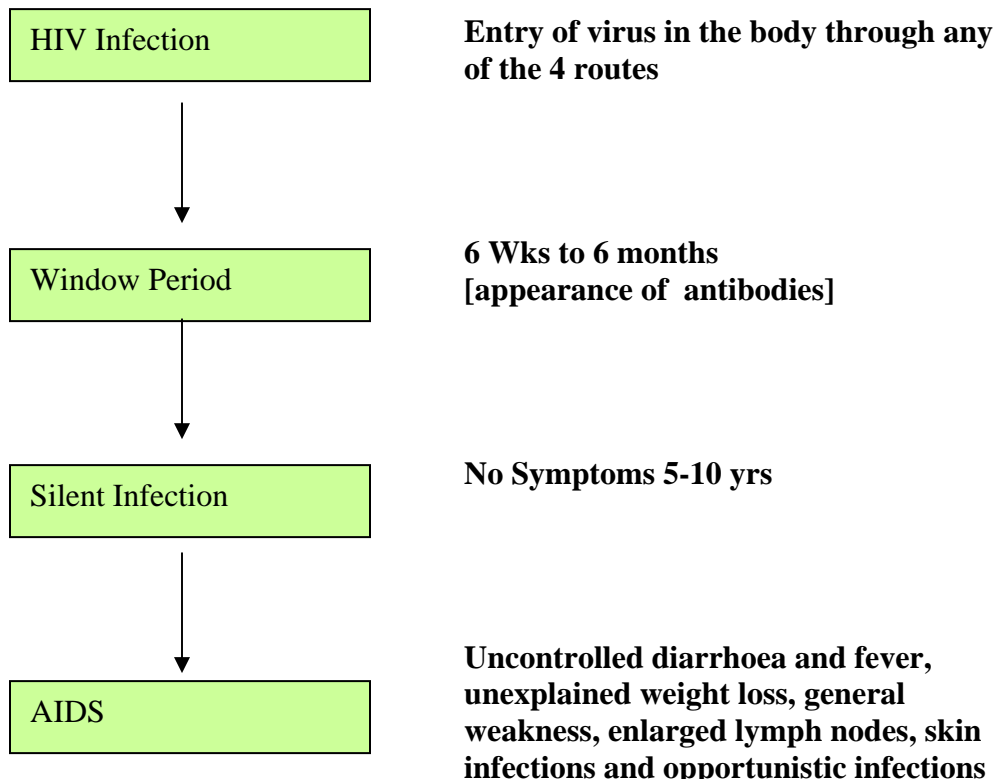 HIV Infection
Entry of virus in the body through any
of the 4 routes
Window Period
6 Wks to 6 months
[appearance of  antibodies]
Silent Infection
No Symptoms 5-10 yrs
AIDS
Uncontrolled diarrhoea and fever,
unexplained weight loss, general
weakness, enlarged lymph nodes, skin
infections and opportunistic infections